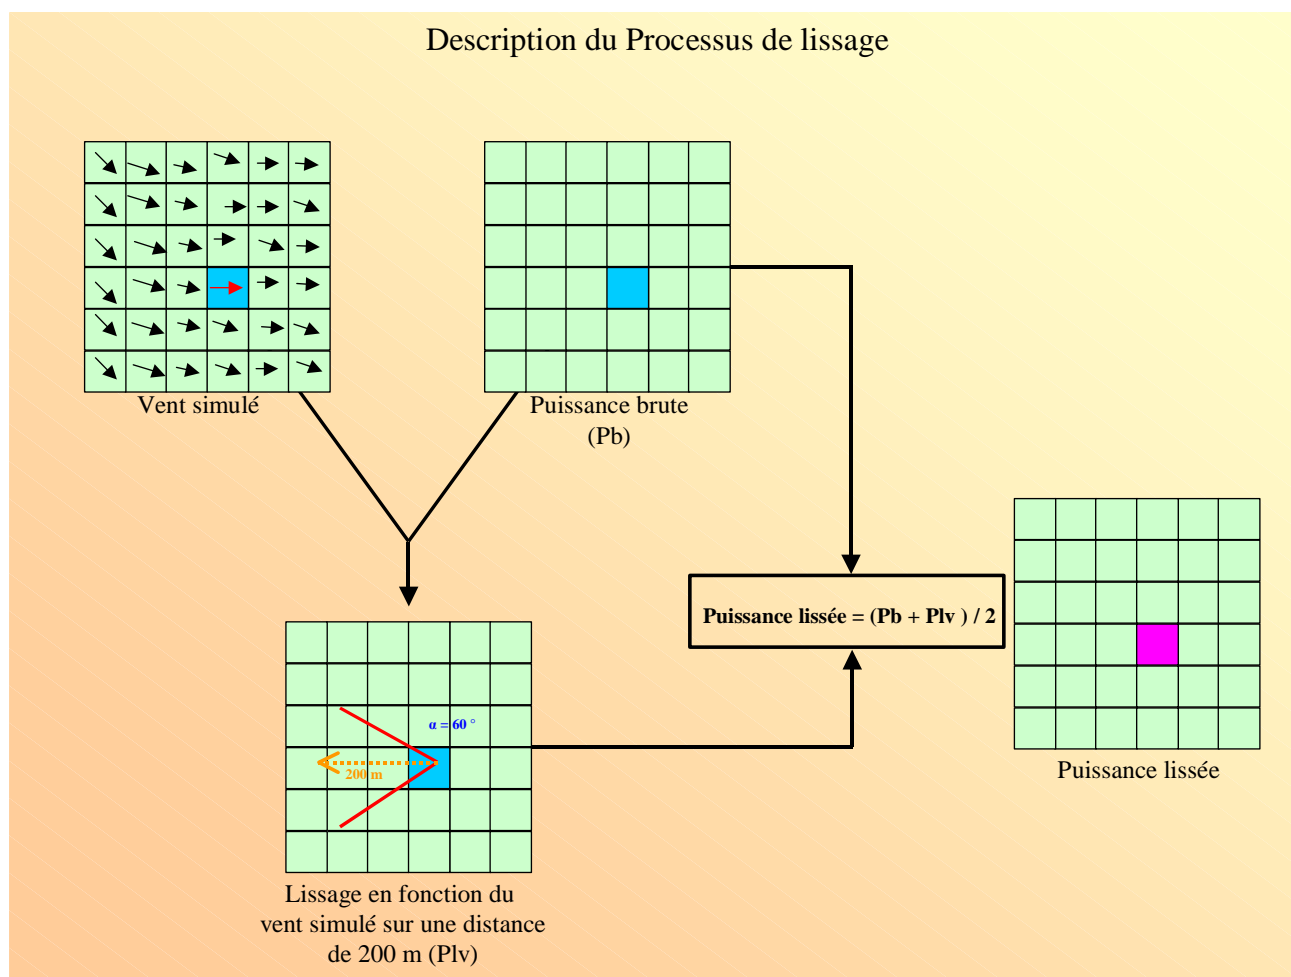 Description du Processus de lissage
Vent simulé
Puissance brute
(Pb)
Puissance lissée = (Pb + Plv ) / 2
α = 60 °
200 m
Puissance lissée
Lissage en fonction du
vent simulé sur une distance
de 200 m (Plv)